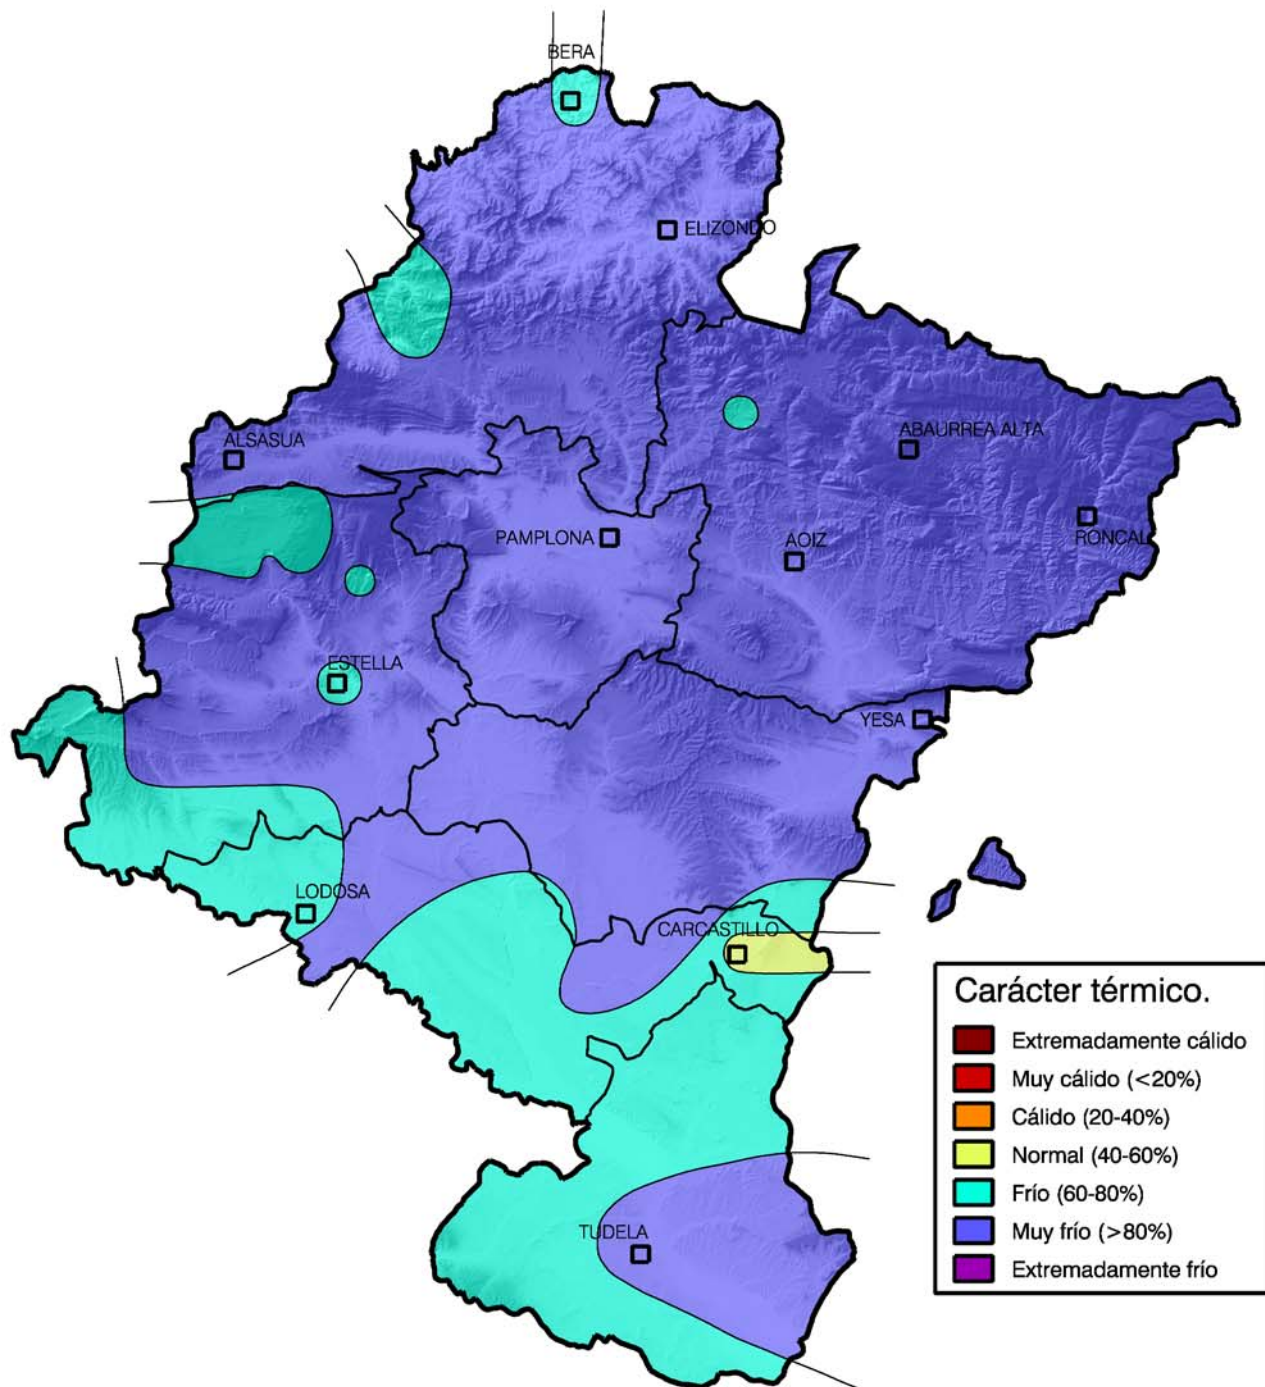 BERA
ELIZONDO
ALSASUA
ABAURREA ALTA
PAMPLONA
AOIZ
RONCAL
ESTELLA
YESA
LODOSA
CARCASTILLO
TUDELA
Carácter térmico.
Extremadamente cálido
Muy cálido (<20%)
Cálido (20-40%)
Normal (40-60%)
Frío (60-80%)
Muy frío (>80%)
Extremadamente frío